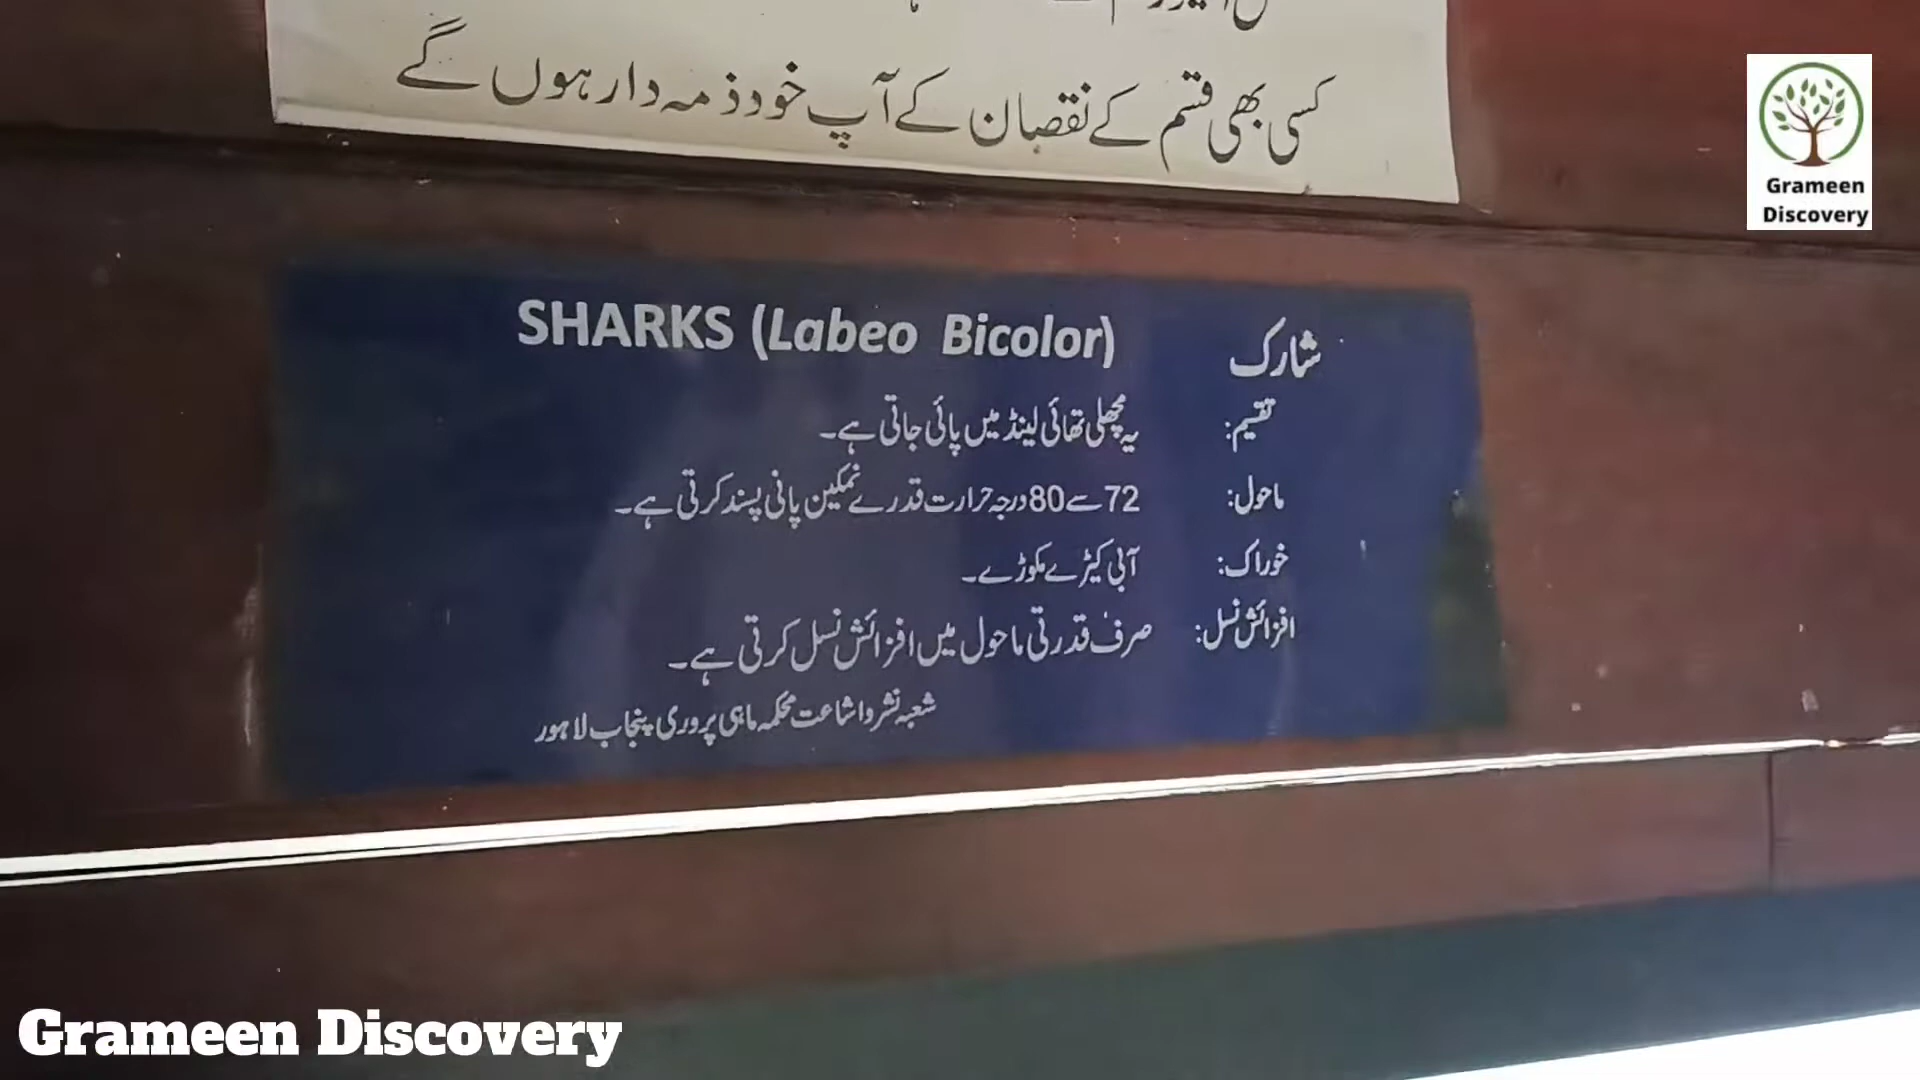 کسی بھی قسم کے نقصان کے آپ خود ذمہ دار ہوں گے
Grameen
Discovery
SHARKS (Labeo Bicolor) شارک
تقسیم: یہ مچھلی تھائی لینڈ میں پائی جاتی ہے۔
ماحول: 72 سے 80 درجہ حرارت قدرے نمکین پانی پسند کرتی ہے۔
خوراک: آبی کیڑے مکوڑے۔
افزائش نسل: صرف قدرتی ماحول میں افزائش نسل کرتی ہے۔
شعبہ نشر و اشاعت محکمہ ماہی پروری پنجاب لاہور
Grameen Discovery